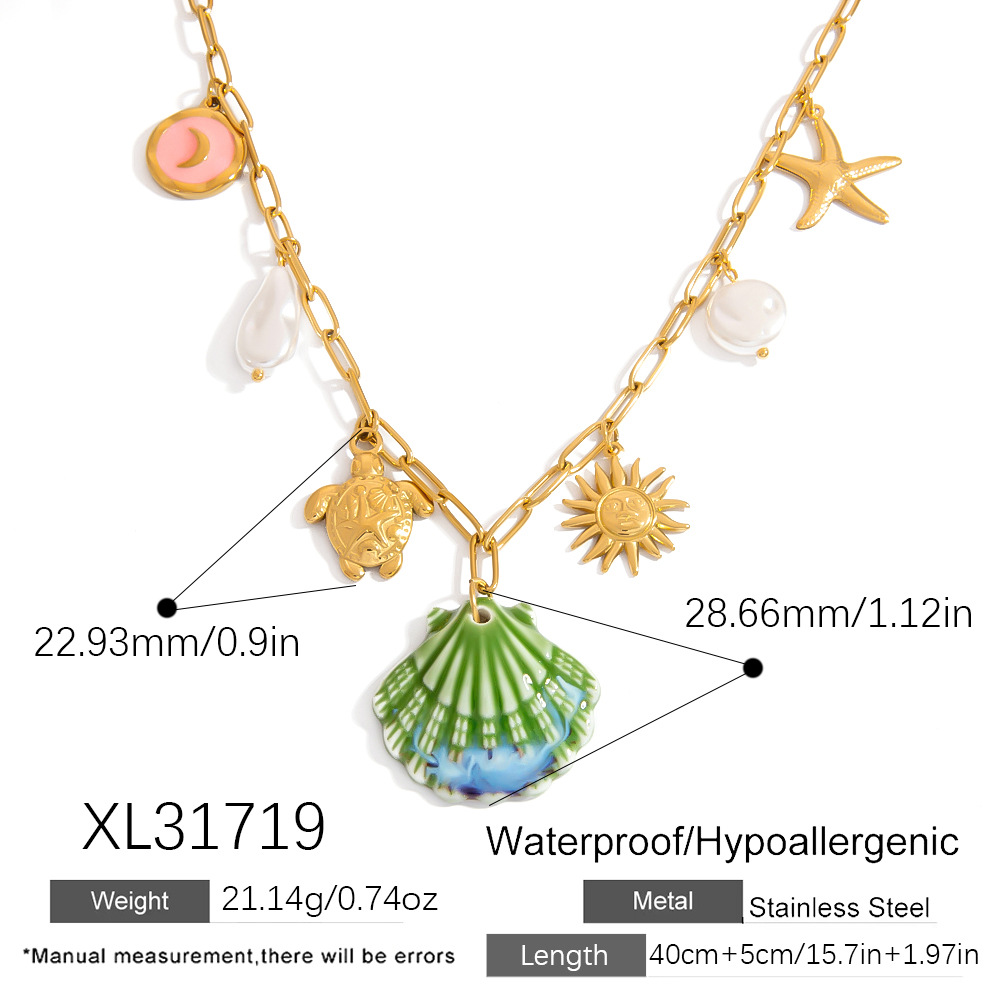 22.93mm/0.9in
28.66mm/1.12in
XL31719
Waterproof/Hypoallergenic
Weight 21.14g/0.74oz
Metal Stainless Steel
*Manual measurement,there will be errors
Length 40cm+5cm/15.7in+1.97in